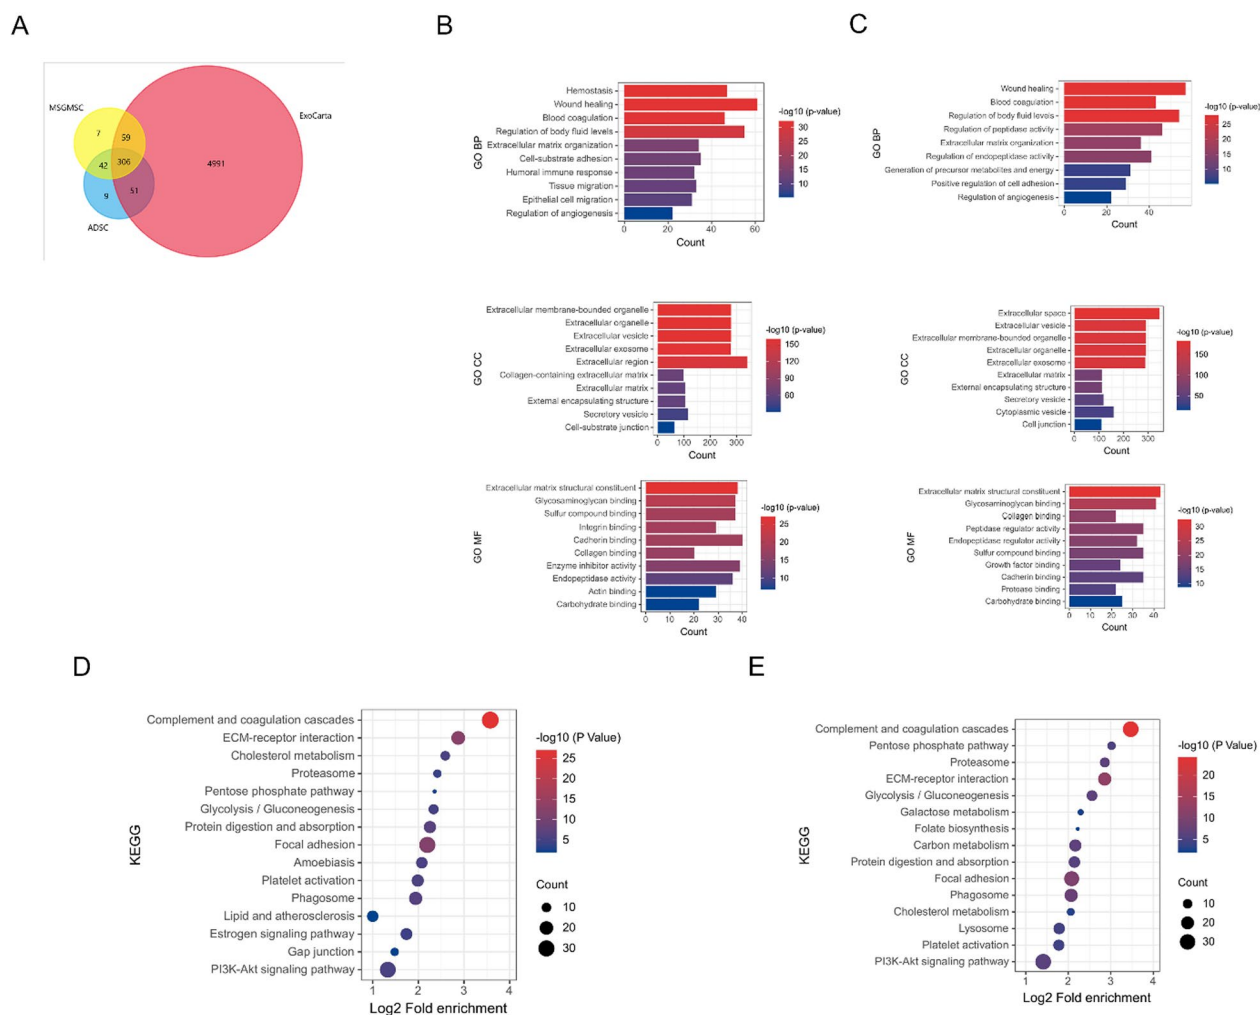 A
MSGMSC
ExoCarta
7
59
4991
42
306
9
51
ADSC
B
GO BP
Hemostasis
Wound healing
Blood coagulation
Regulation of body fluid levels
Extracellular matrix organization
Cell-substrate adhesion
Humoral immune response
Tissue migration
Epithelial cell migration
Regulation of angiogenesis
0 20 40 60
Count
-log10 (p-value)
30
25
20
15
10
5
GO CC
Extracellular membrane-bounded organelle
Extracellular organelle
Extracellular vesicle
Extracellular exosome
Extracellular region
Collagen-containing extracellular matrix
Extracellular matrix
External encapsulating structure
Secretory vesicle
Cell-substrate junction
0 100 200 300
Count
-log10 (p-value)
150
120
90
60
GO MF
Extracellular matrix structural constituent
Glycosaminoglycan binding
Sulfur compound binding
Integrin binding
Cadherin binding
Collagen binding
Enzyme inhibitor activity
Endopeptidase activity
Actin binding
Carbohydrate binding
0 10 20 30 40
Count
-log10 (p-value)
25
20
15
10
C
GO BP
Wound healing
Blood coagulation
Regulation of body fluid levels
Regulation of peptidase activity
Extracellular matrix organization
Regulation of endopeptidase activity
Generation of precursor metabolites and energy
Positive regulation of cell adhesion
Regulation of angiogenesis
0 20 40
Count
-log10 (p-value)
25
20
15
10
5
GO CC
Extracellular space
Extracellular vesicle
Extracellular membrane-bounded organelle
Extracellular organelle
Extracellular exosome
Extracellular matrix
External encapsulating structure
Secretory vesicle
Cytoplasmic vesicle
Cell junction
0 100 200 300
Count
-log10 (p-value)
150
100
50
GO MF
Extracellular matrix structural constituent
Glycosaminoglycan binding
Collagen binding
Peptidase regulator activity
Endopeptidase regulator activity
Sulfur compound binding
Growth factor binding
Cadherin binding
Protease binding
Carbohydrate binding
0 10 20 30 40
Count
-log10 (p-value)
30
25
20
15
10
D
KEGG
Complement and coagulation cascades
ECM-receptor interaction
Cholesterol metabolism
Proteasome
Pentose phosphate pathway
Glycolysis / Gluconeogenesis
Protein digestion and absorption
Focal adhesion
Amoebiasis
Platelet activation
Phagosome
Lipid and atherosclerosis
Estrogen signaling pathway
Gap junction
PI3K-Akt signaling pathway
1 2 3 4
Log2 Fold enrichment
-log10 (P Value)
25
20
15
10
5
Count
10
20
30
E
KEGG
Complement and coagulation cascades
Pentose phosphate pathway
Proteasome
ECM-receptor interaction
Glycolysis / Gluconeogenesis
Galactose metabolism
Folate biosynthesis
Carbon metabolism
Protein digestion and absorption
Focal adhesion
Phagosome
Cholesterol metabolism
Lysosome
Platelet activation
PI3K-Akt signaling pathway
1 2 3 4
Log2 Fold enrichment
-log10 (P Value)
20
15
10
5
Count
10
20
30